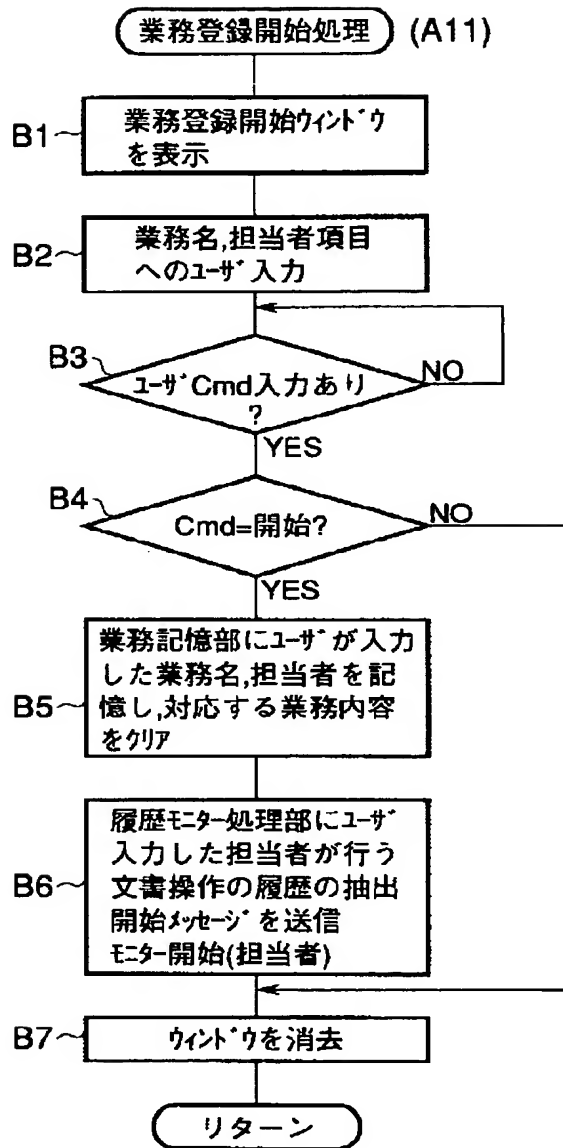 業務登録開始処理 (A11)
B1
業務登録開始ウィンドウ
を表示
B2
業務名,担当者項目
へのユーザ入力
B3
ユーザCmd入力あり
?
NO
YES
B4
Cmd=開始?
NO
YES
B5
業務記憶部にユーザが入力
した業務名,担当者を記
憶し,対応する業務内容
をクリア
B6
履歴モニター処理部にユーザ
入力した担当者が行う
文書操作の履歴の抽出
開始メッセージを送信
モニター開始(担当者)
B7
ウィンドウを消去
リターン